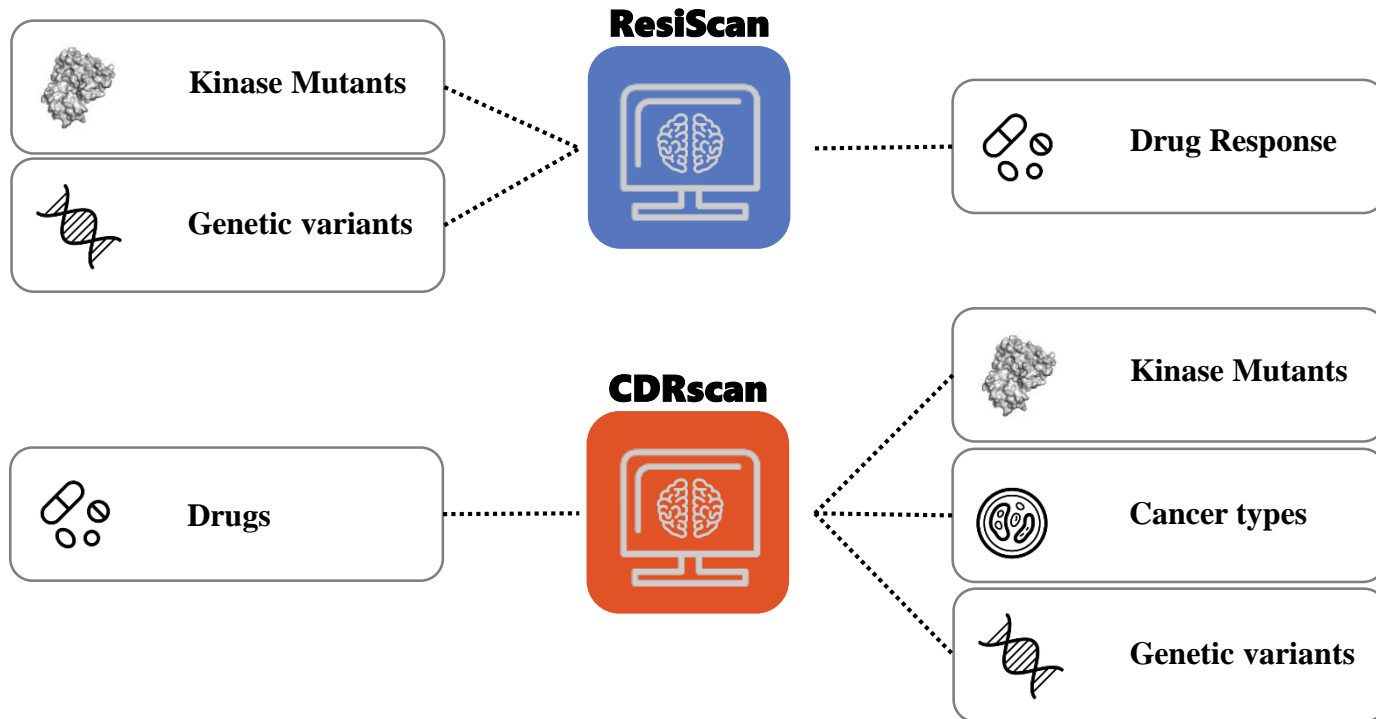 ResiScan
Kinase Mutants
Genetic variants
Drug Response
CDRscan
Drugs
Kinase Mutants
Cancer types
Genetic variants